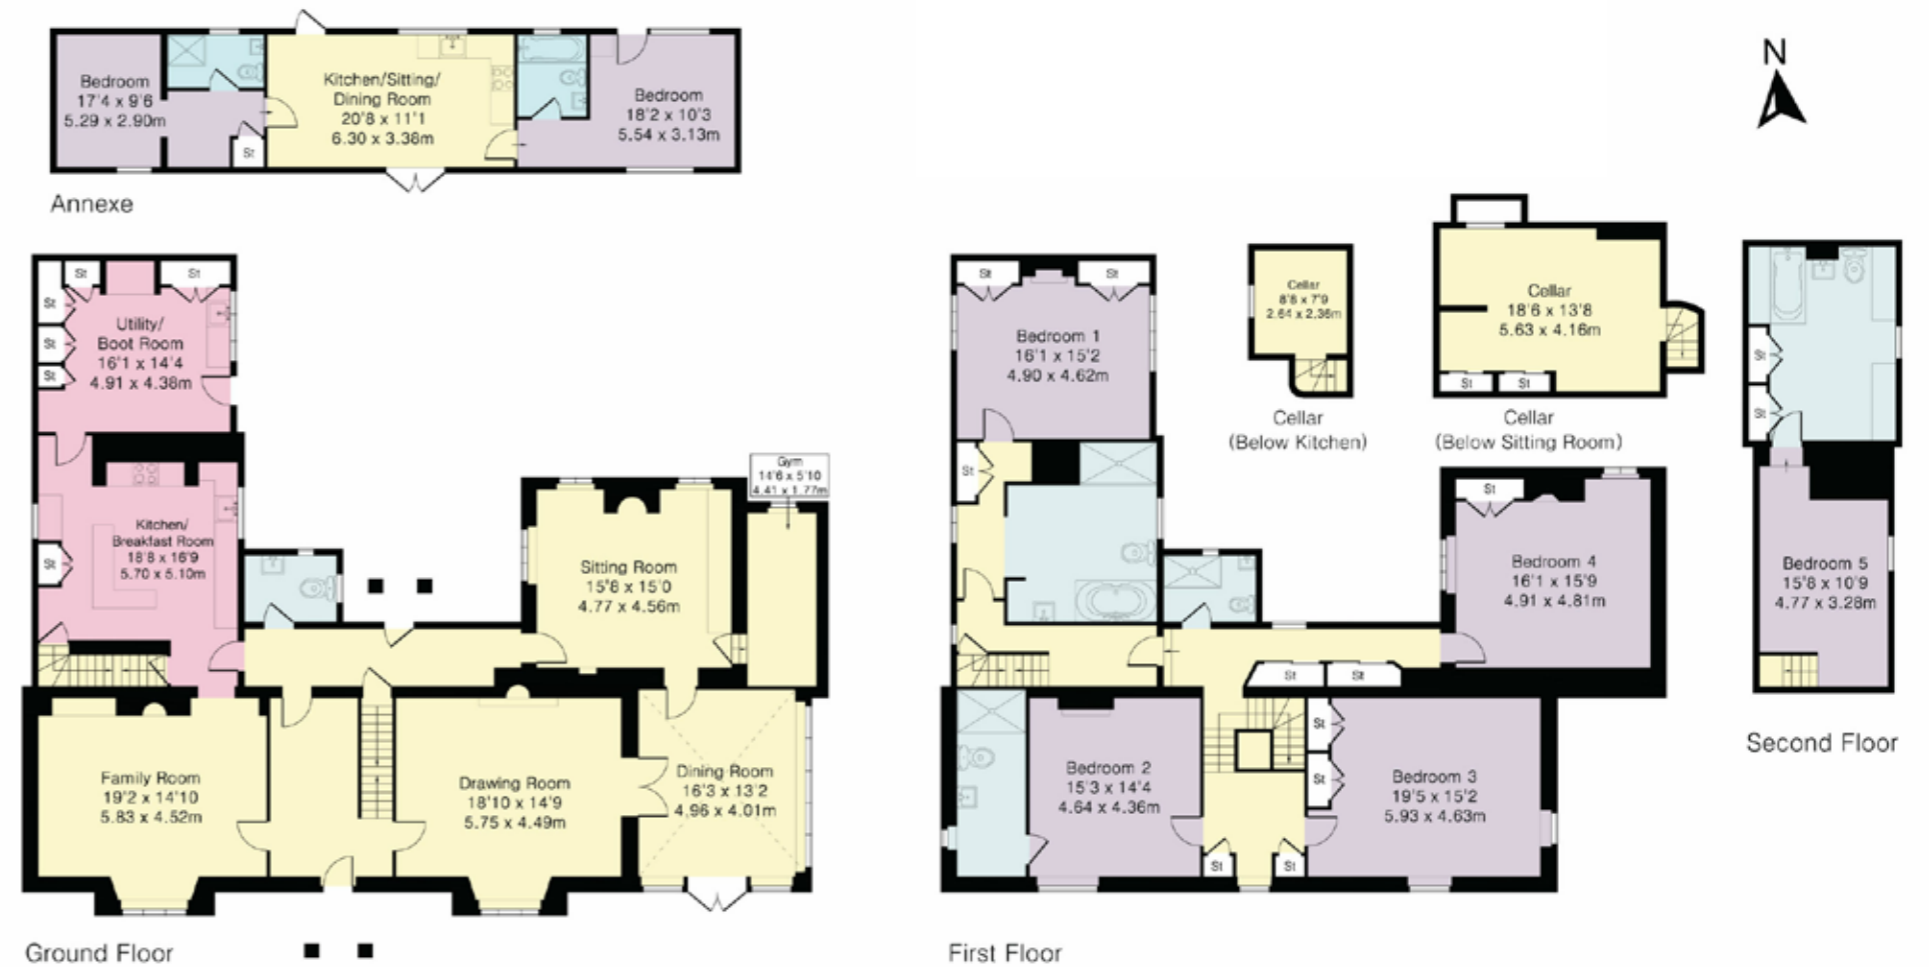 N
Bedroom
17'4 x 9'6
5.29 x 2.90m
St
Kitchen/Sitting/
Dining Room
20'8 x 11'1
6.30 x 3.38m
Bedroom
18'2 x 10'3
5.54 x 3.13m
Annexe
St
St
St
St
St
Utility/
Boot Room
16'1 x 14'4
4.91 x 4.38m
Kitchen/
Breakfast Room
18'8 x 16'9
5.70 x 5.10m
St
Sitting Room
15'8 x 15'0
4.77 x 4.56m
Gym
14'6 x 5'10
4.41 x 1.77m
Family Room
19'2 x 14'10
5.83 x 4.52m
Drawing Room
18'10 x 14'9
5.75 x 4.49m
Dining Room
16'3 x 13'2
4.96 x 4.01m
Ground Floor
St
St
Bedroom 1
16'1 x 15'2
4.90 x 4.62m
St
Bedroom 4
16'1 x 15'9
4.91 x 4.81m
St
St
St
Bedroom 2
15'3 x 14'4
4.64 x 4.36m
St
St
Bedroom 3
19'5 x 15'2
5.93 x 4.63m
St
St
First Floor
Cellar
8'8 x 7'9
2.64 x 2.36m
Cellar
(Below Kitchen)
Cellar
18'6 x 13'8
5.63 x 4.16m
St
St
Cellar
(Below Sitting Room)
St
St
Bedroom 5
15'8 x 10'9
4.77 x 3.28m
Second Floor